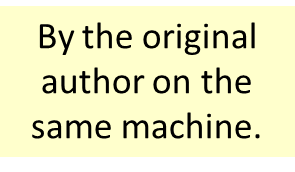 By the original
author on the
same machine.